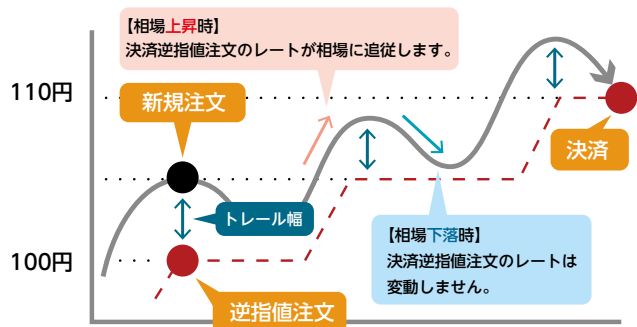 【相場上昇時】
決済逆指値注文のレートが相場に追従します。
110円
新規注文
決済
トレール幅
【相場下落時】
決済逆指値注文のレートは
変動しません。
100円
逆指値注文